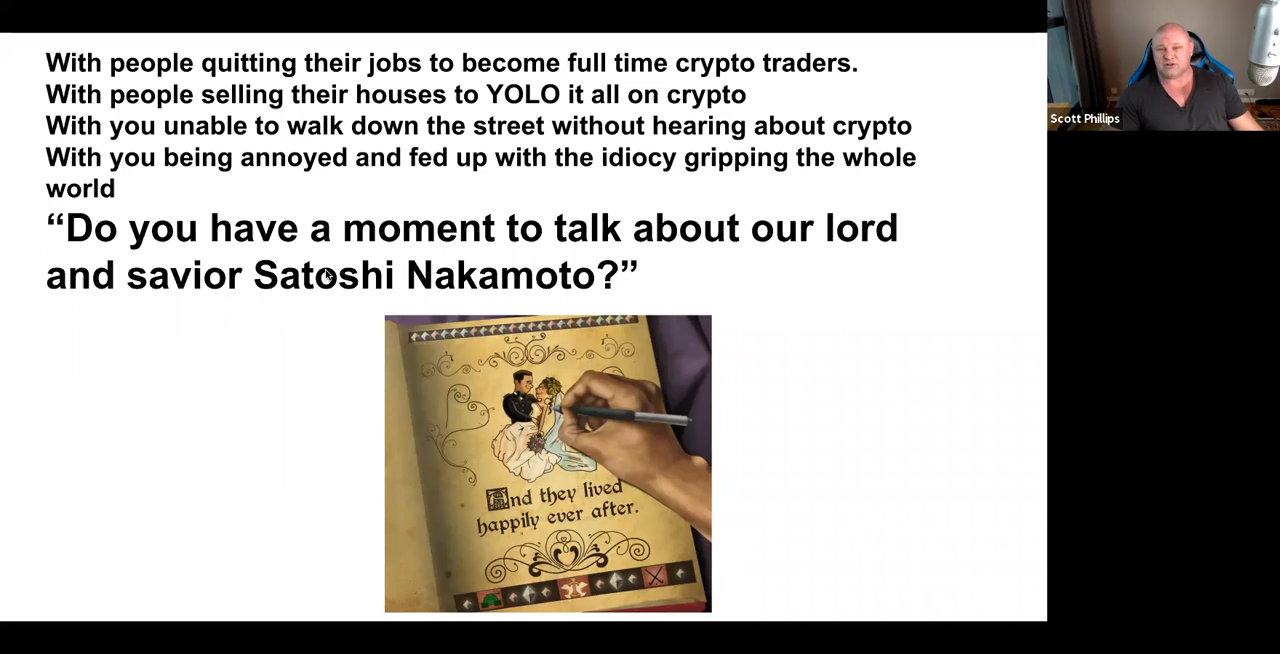 With people quitting their jobs to become full time crypto traders.
With people selling their houses to YOLO it all on crypto
With you unable to walk down the street without hearing about crypto
With you being annoyed and fed up with the idiocy gripping the whole
world
“Do you have a moment to talk about our lord
and savior Satoshi Nakamoto?”
And they lived
happily ever after.
Scott Phillips